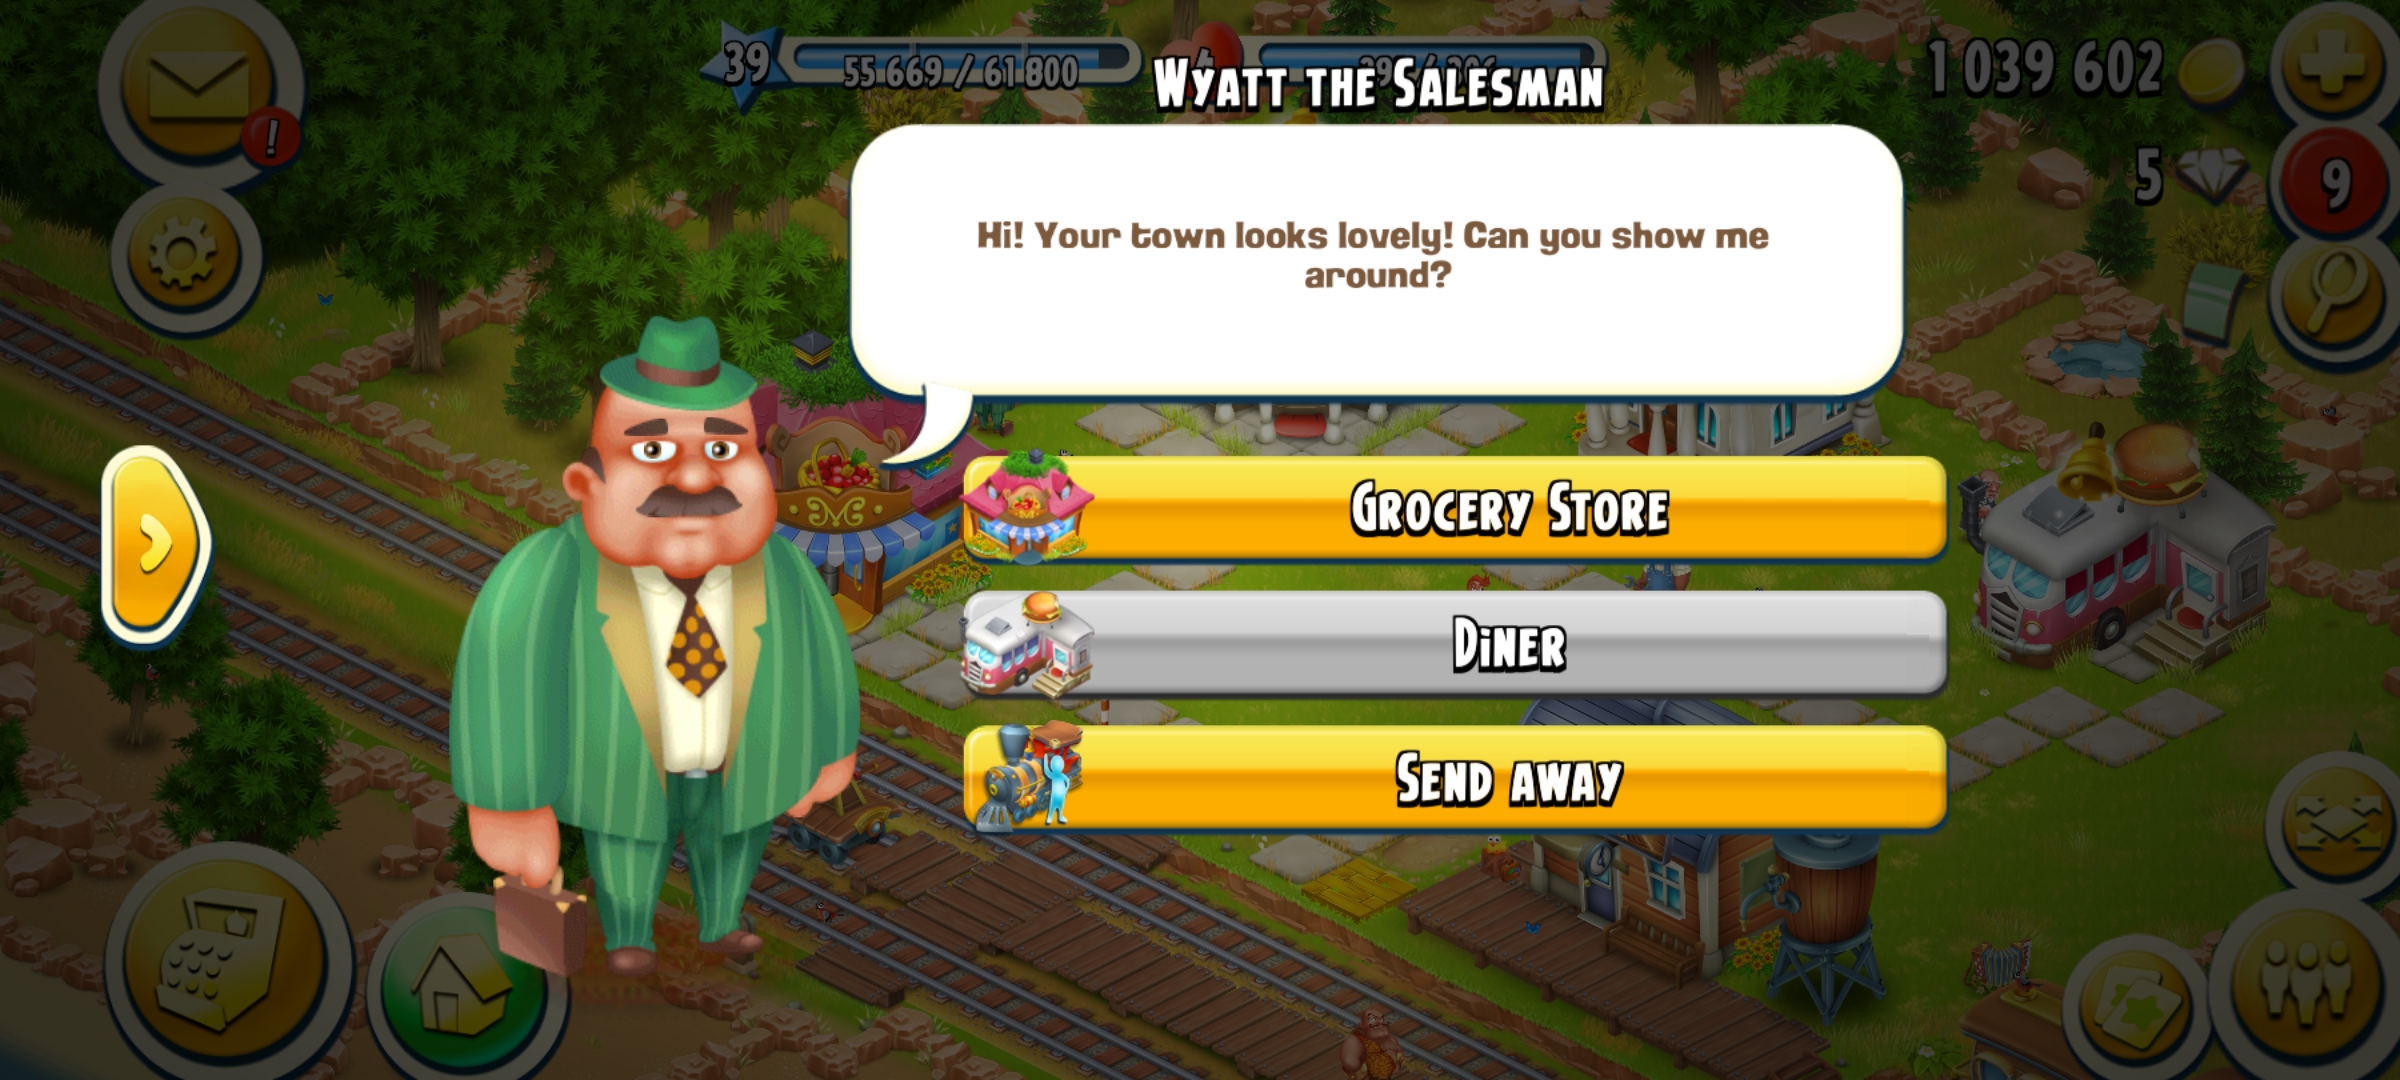 39
55 669 / 61 800
1 039 602
WYATT THE SALESMAN
!
5
9
Hi! Your town looks lovely! Can you show me
around?
GROCERY STORE
DINER
SEND AWAY